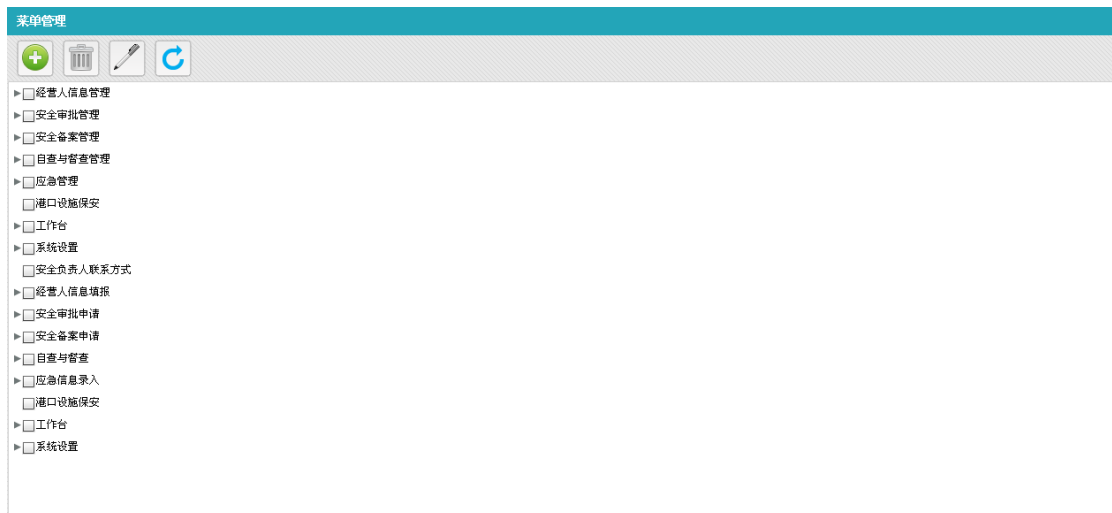 菜单管理
经营人信息管理
安全审批管理
安全备案管理
自查与督查管理
应急管理
港口设施保安
工作台
系统设置
安全负责人联系方式
经营人信息填报
安全审批申请
安全备案申请
自查与督查
应急信息录入
港口设施保安
工作台
系统设置